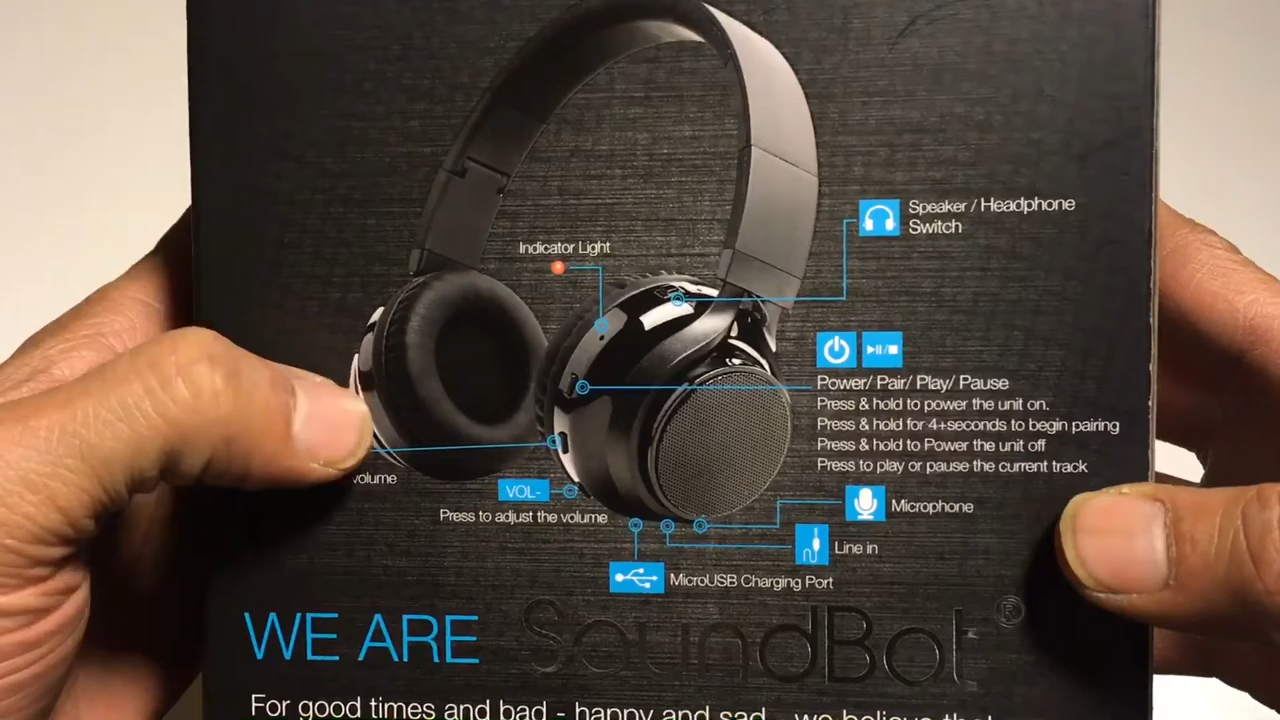 Speaker / Headphone
Switch
Indicator Light
Power/ Pair/ Play/ Pause
Press & hold to power the unit on.
Press & hold for 4+seconds to begin pairing
Press & hold to Power the unit off
Press to play or pause the current track
volume
VOL-
Press to adjust the volume
Microphone
Line in
MicroUSB Charging Port
WE ARE SoundBot®
For good times and bad - happy and sad - we believe that